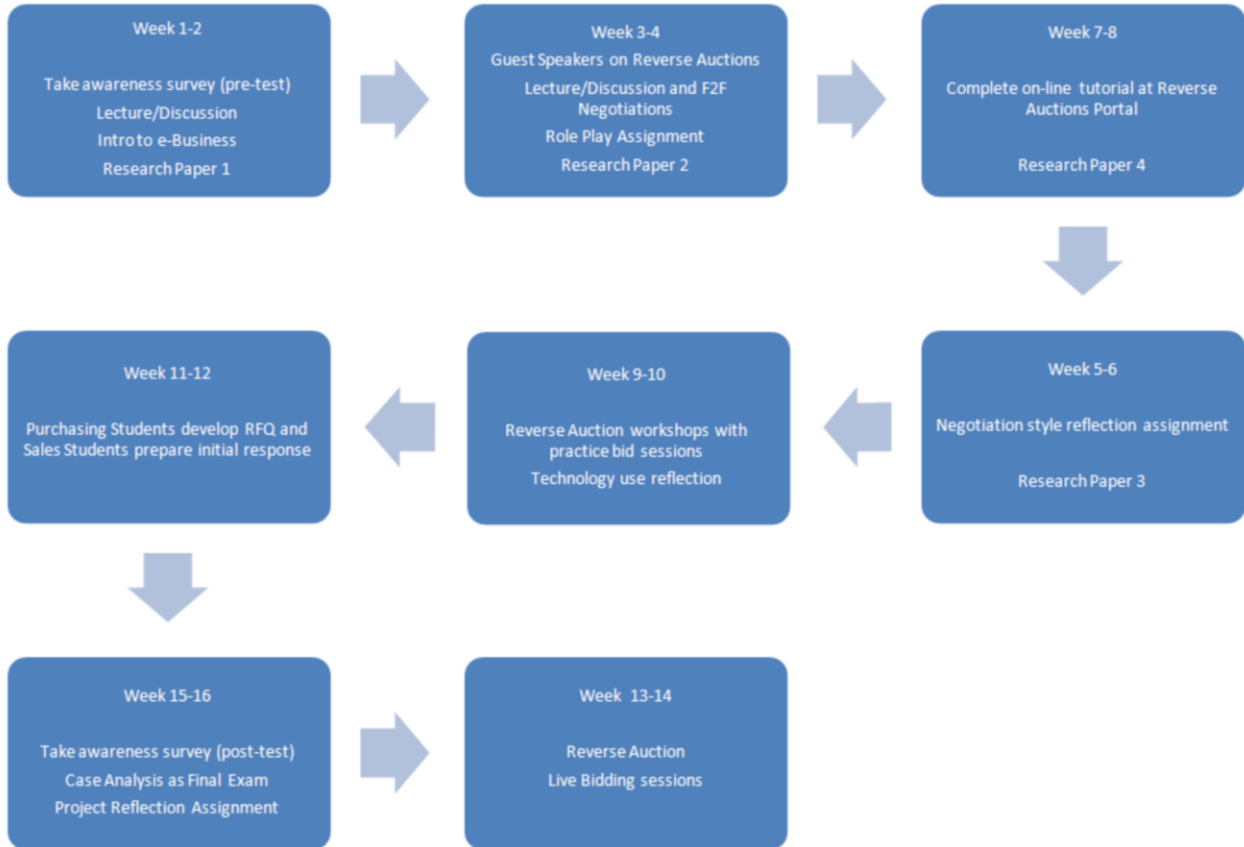 Week 1-2
Take awareness survey (pre-test)
Lecture/Discussion
Intro to e-Business
Research Paper 1
Week 3-4
Guest Speakers on Reverse Auctions
Lecture/Discussion and F2F
Negotiations
Role Play Assignment
Research Paper 2
Week 7-8
Complete on-line tutorial at Reverse
Auctions Portal
Research Paper 4
Week 5-6
Negotiation style reflection assignment
Research Paper 3
Week 9-10
Reverse Auction workshops with
practice bid sessions
Technology use reflection
Week 11-12
Purchasing Students develop RFQ and
Sales Students prepare initial response
Week 15-16
Take awareness survey (post-test)
Case Analysis as Final Exam
Project Reflection Assignment
Week 13-14
Reverse Auction
Live Bidding sessions